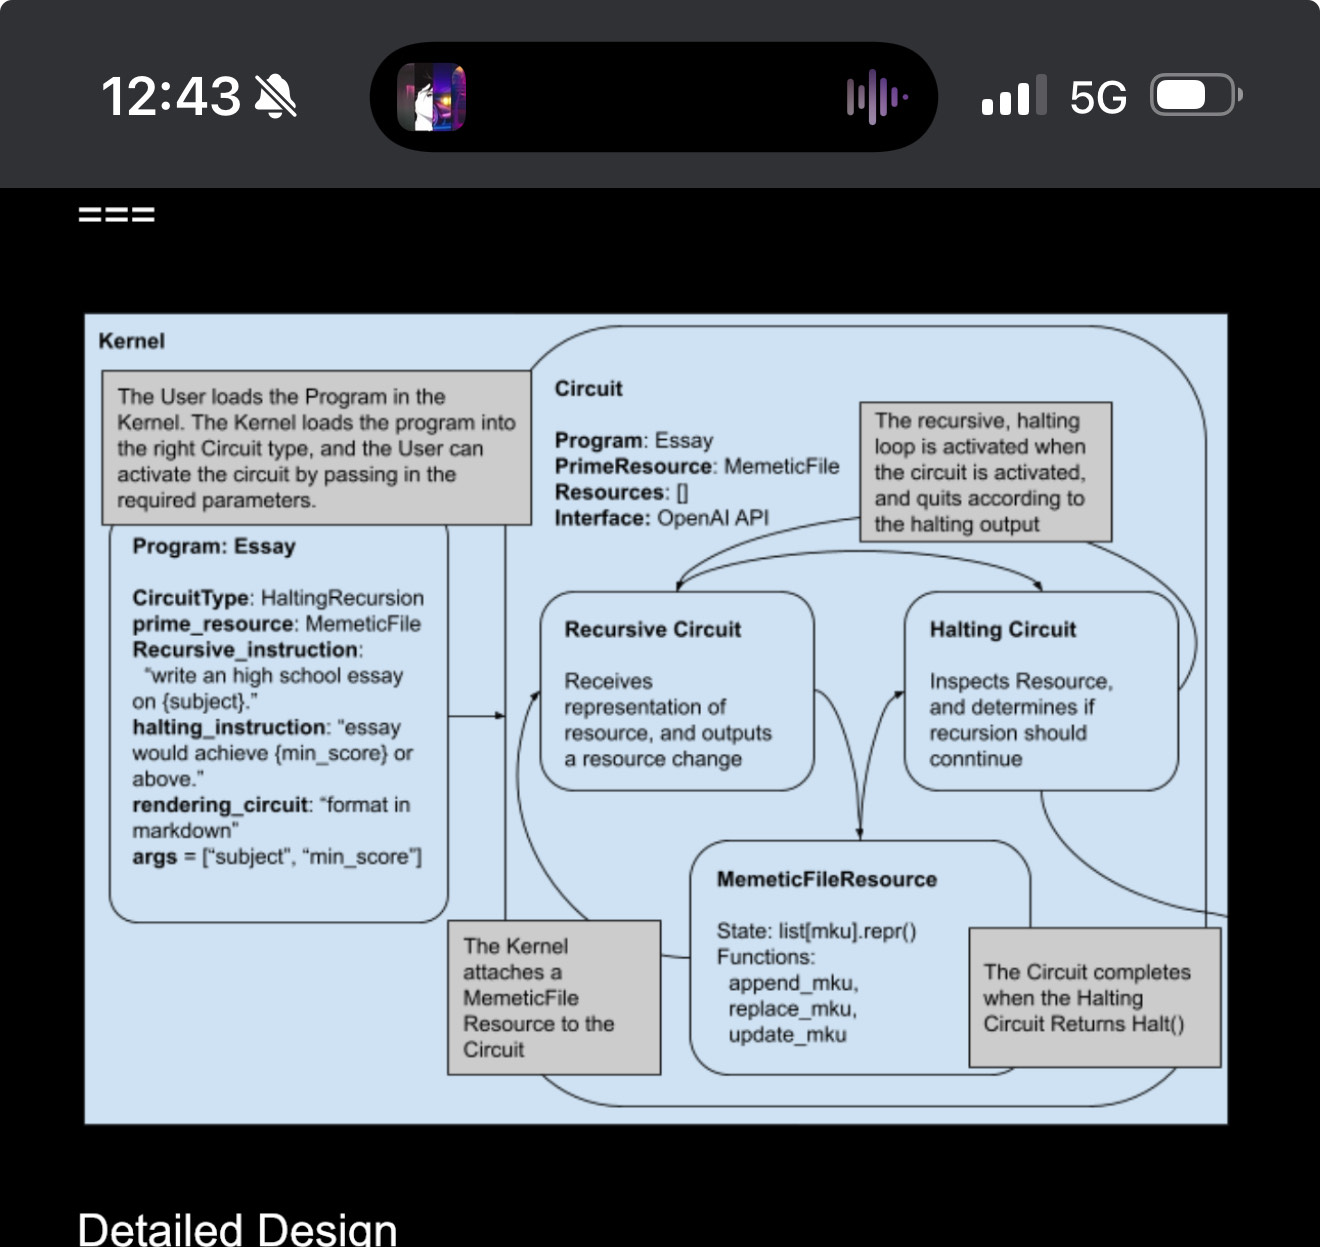 12:43
5G
===
Kernel
The User loads the Program in the
Kernel. The Kernel loads the program into
the right Circuit type, and the User can
activate the circuit by passing in the
required parameters.
Program: Essay
CircuitType: HaltingRecursion
prime_resource: MemeticFile
Recursive_instruction:
"write an high school essay
on {subject}."
halting_instruction: "essay
would achieve {min_score} or
above."
rendering_circuit: "format in
markdown"
args = ["subject", "min_score"]
Circuit
Program: Essay
PrimeResource: MemeticFile
Resources: []
Interface: OpenAI API
The recursive, halting
loop is activated when
the circuit is activated,
and quits according to
the halting output
Recursive Circuit
Receives
representation of
resource, and outputs
a resource change
Halting Circuit
Inspects Resource,
and determines if
recursion should
conntinue
The Kernel
attaches a
MemeticFile
Resource to the
Circuit
MemeticFileResource
State: list[mku].repr()
Functions:
append_mku,
replace_mku,
update_mku
The Circuit completes
when the Halting
Circuit Returns Halt()
Detailed Design